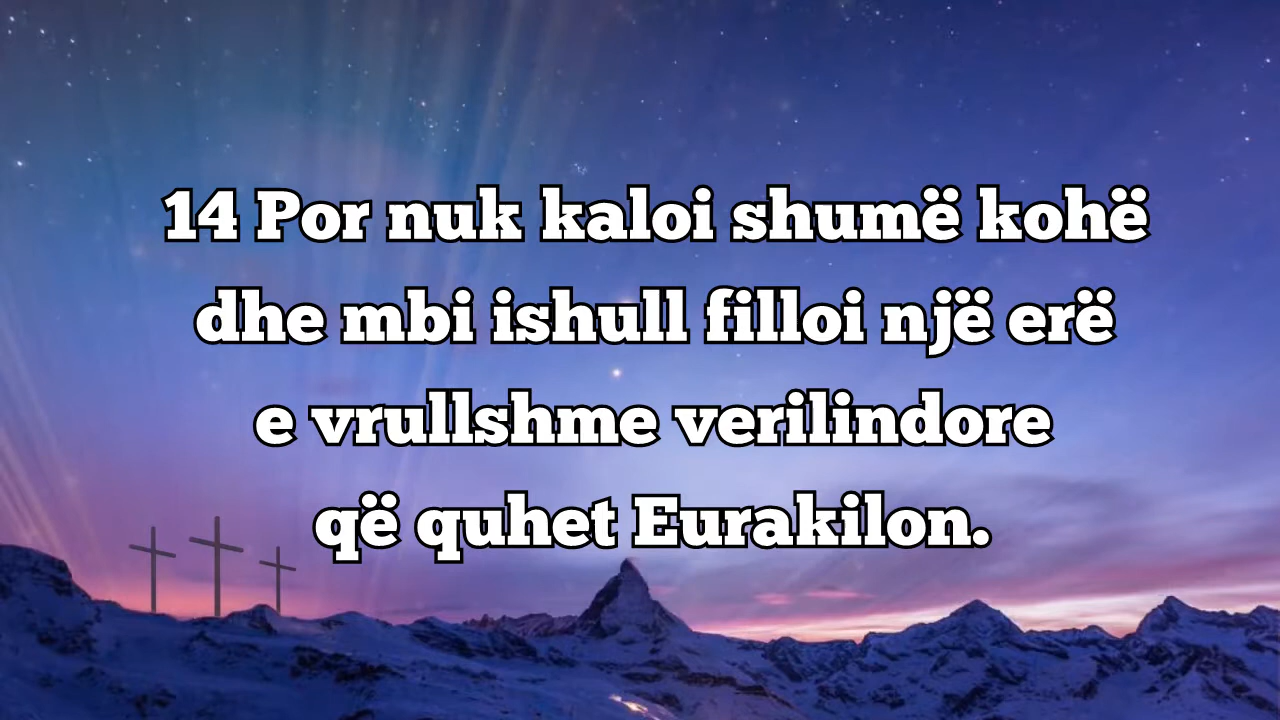 14 Por nuk kaloi shumë kohë
dhe mbi ishull filloi një erë
e vrullshme verilindore
që quhet Eurakilon.